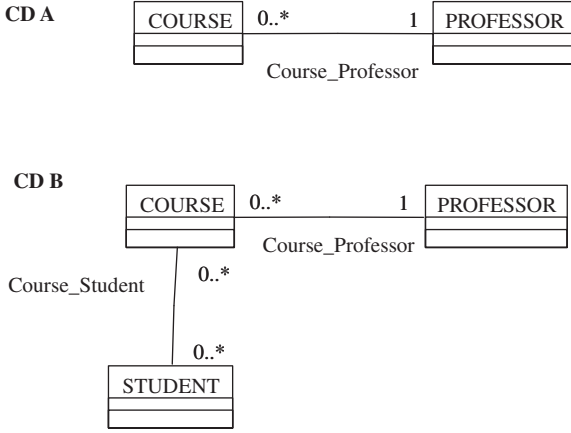 CD A
COURSE 0..* 1 PROFESSOR
Course_Professor
CD B
COURSE 0..* 1 PROFESSOR
Course_Professor
Course_Student 0..*
0..*
STUDENT